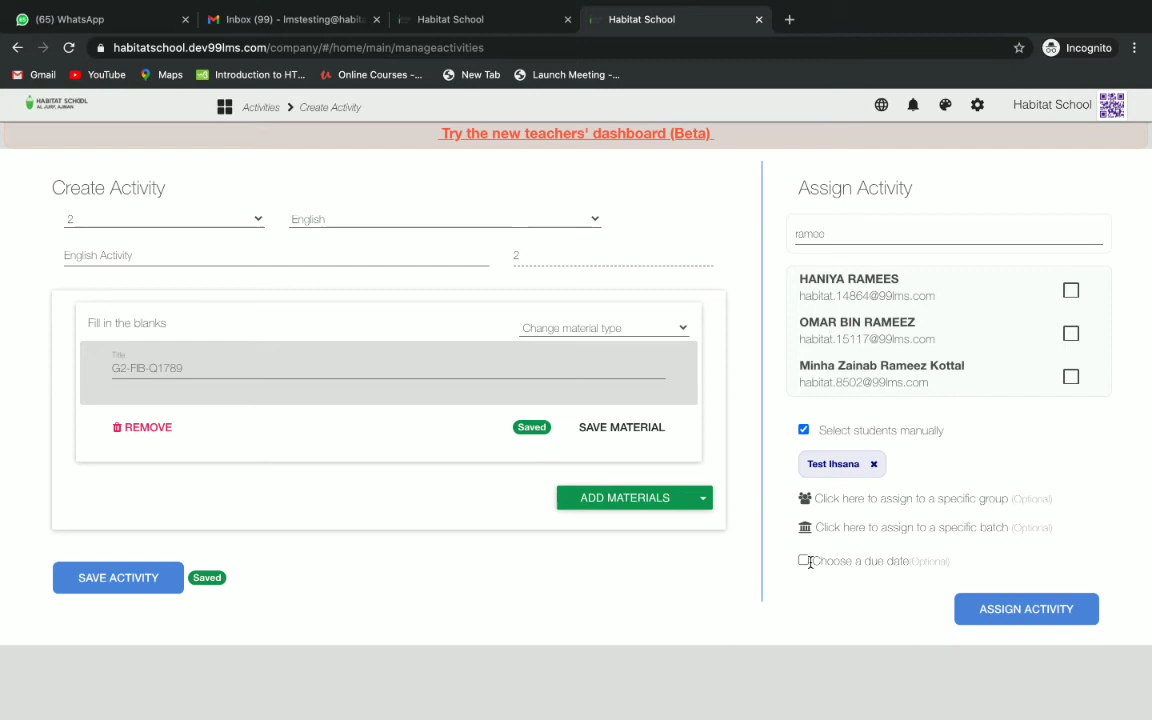 (65) WhatsApp
Inbox (99) - lmstesting@habita
Habitat School
Habitat School
habitatschool.dev99lms.com/company/#/home/main/manageactivities
Incognito
Gmail
YouTube
Maps
Introduction to HT...
Online Courses -...
New Tab
Launch Meeting -...
HABITAT SCHOOL
AL JURF, AJMAN
Activities > Create Activity
Habitat School
Try the new teachers' dashboard (Beta)
Create Activity
2
English
English Activity
2
Fill in the blanks
Change material type
Title
G2-FIB-Q1789
REMOVE
Saved
SAVE MATERIAL
ADD MATERIALS
SAVE ACTIVITY
Saved
Assign Activity
ramee
HANIYA RAMEES
habitat.14864@99lms.com
OMAR BIN RAMEEZ
habitat.15117@99lms.com
Minha Zainab Rameez Kottal
habitat.8502@99lms.com
Select students manually
Test Ihsana
Click here to assign to a specific group (Optional)
Click here to assign to a specific batch (Optional)
Choose a due date(Optional)
ASSIGN ACTIVITY